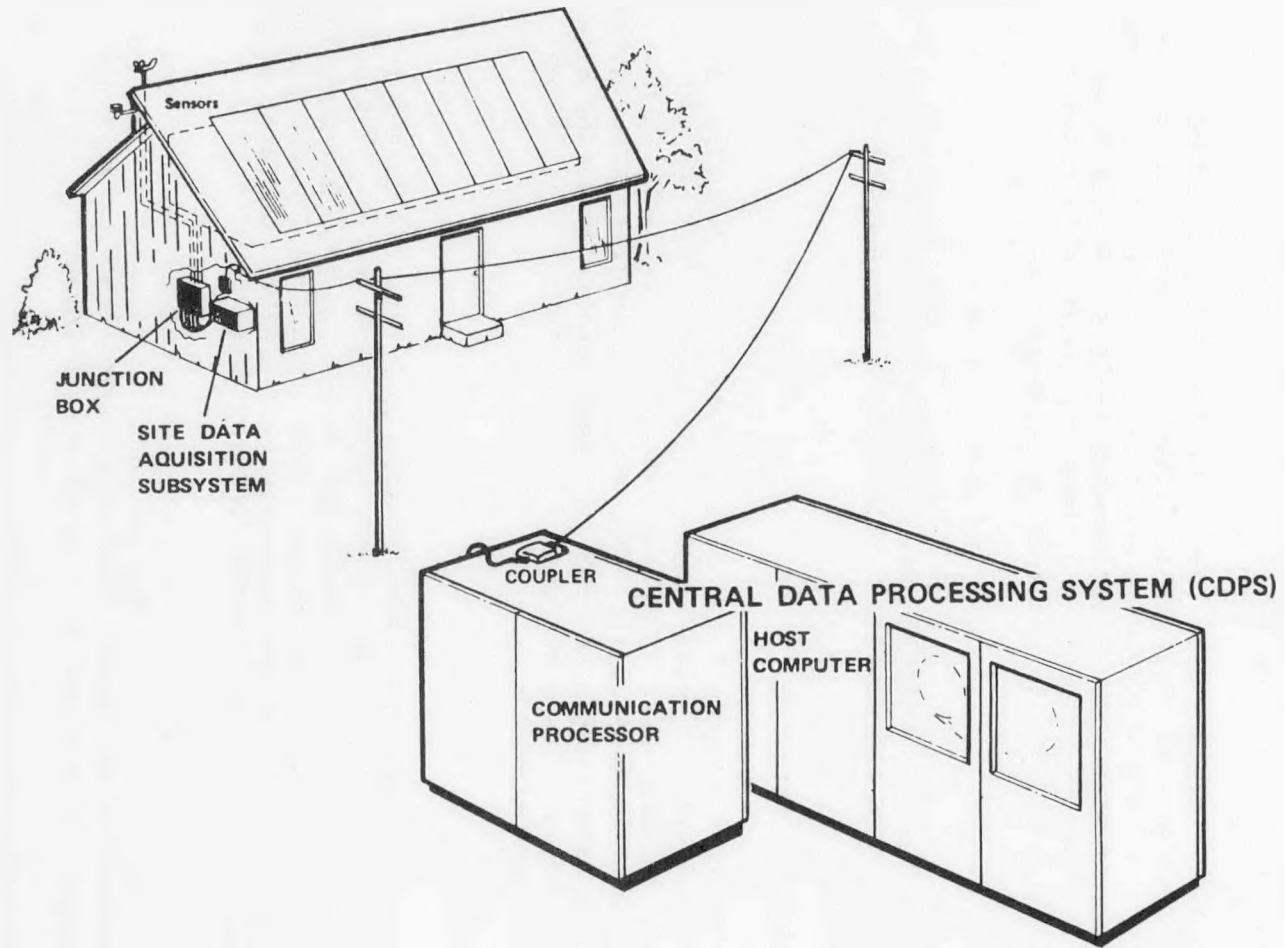 Sensors
JUNCTION
BOX
SITE DATA
AQUISITION
SUBSYSTEM
COUPLER
CENTRAL DATA PROCESSING SYSTEM (CDPS)
HOST
COMPUTER
COMMUNICATION
PROCESSOR